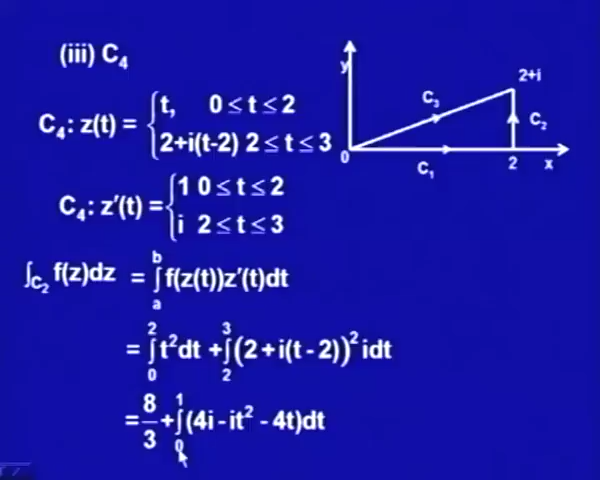 (iii) C₄
C₄: z(t) = { t, 0 ≤ t ≤ 2
2+i(t-2) 2 ≤ t ≤ 3
C₄: z′(t) = { 1 0 ≤ t ≤ 2
i 2 ≤ t ≤ 3
∫_C₂ f(z)dz = ∫_a^b f(z(t))z′(t)dt
= ∫_0^2 t²dt + ∫_2^3 (2+i(t-2))² idt
= 8/3 + ∫_0^1 (4i - it² - 4t)dt
y
2+i
C₃
C₂
0
C₁
2
x